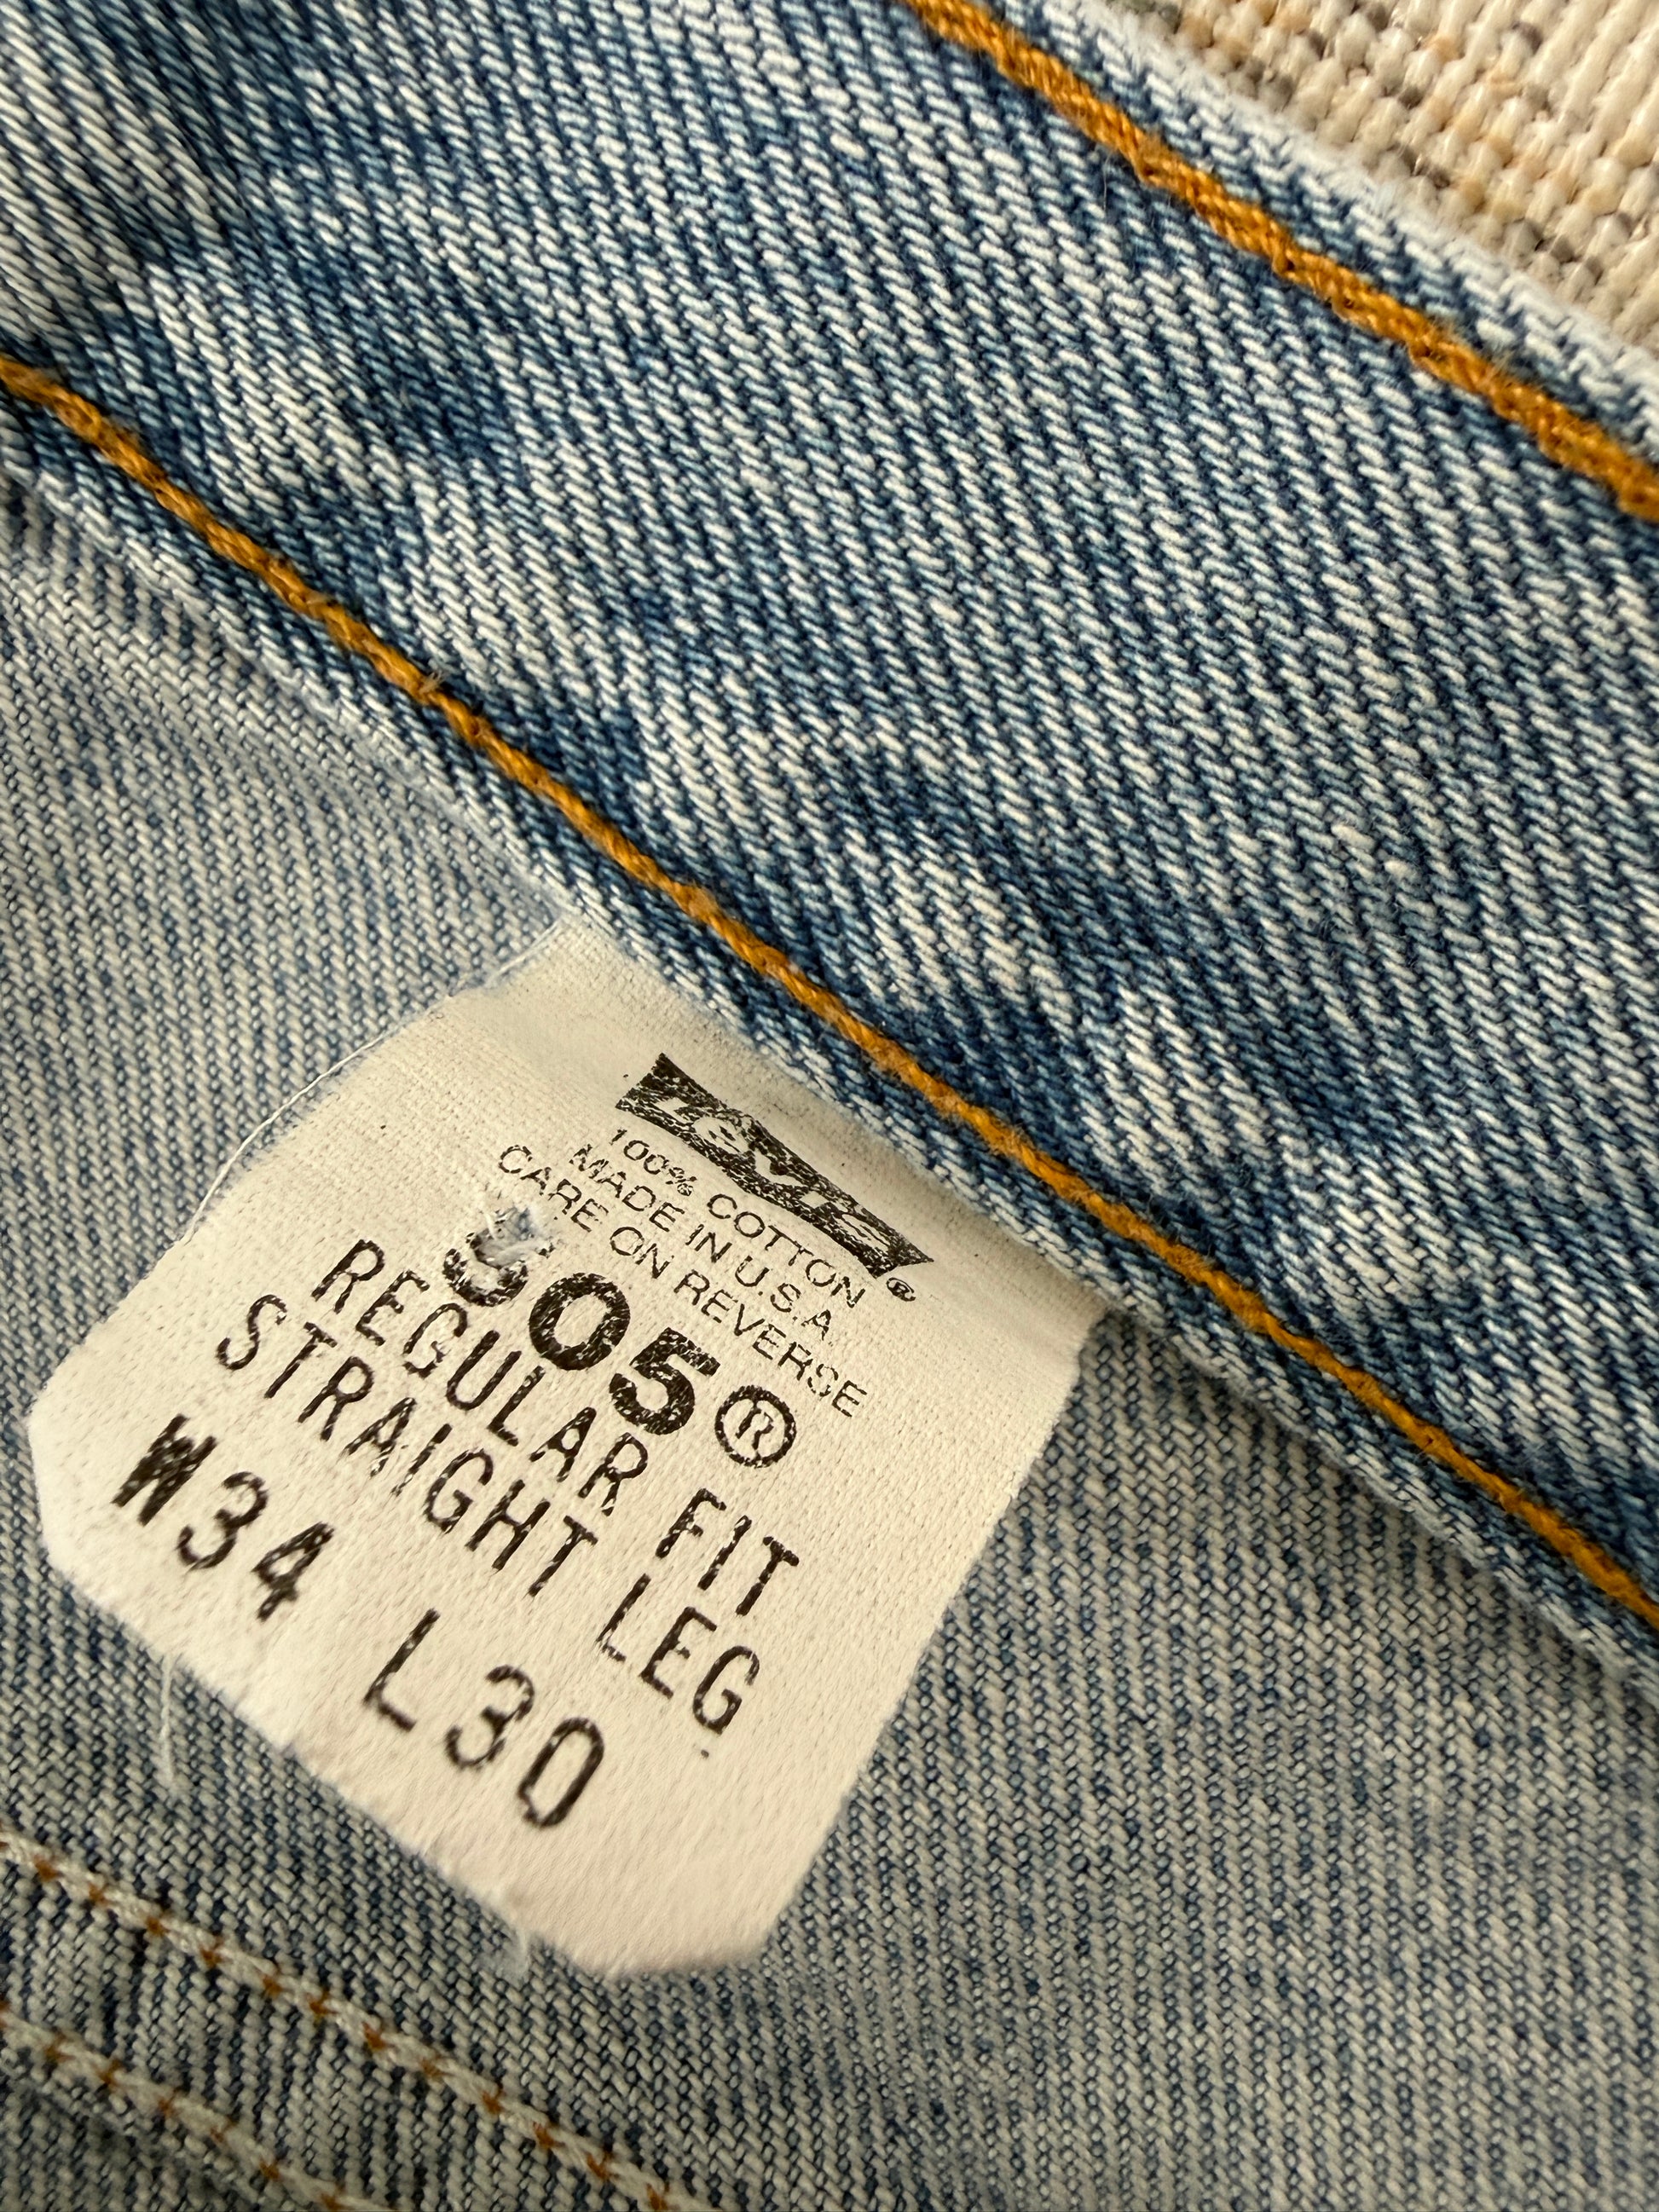 Levi's®
100% COTTON
MADE IN U.S.A
CARE ON REVERSE
505®
REGULAR FIT
STRAIGHT LEG
W34 L30